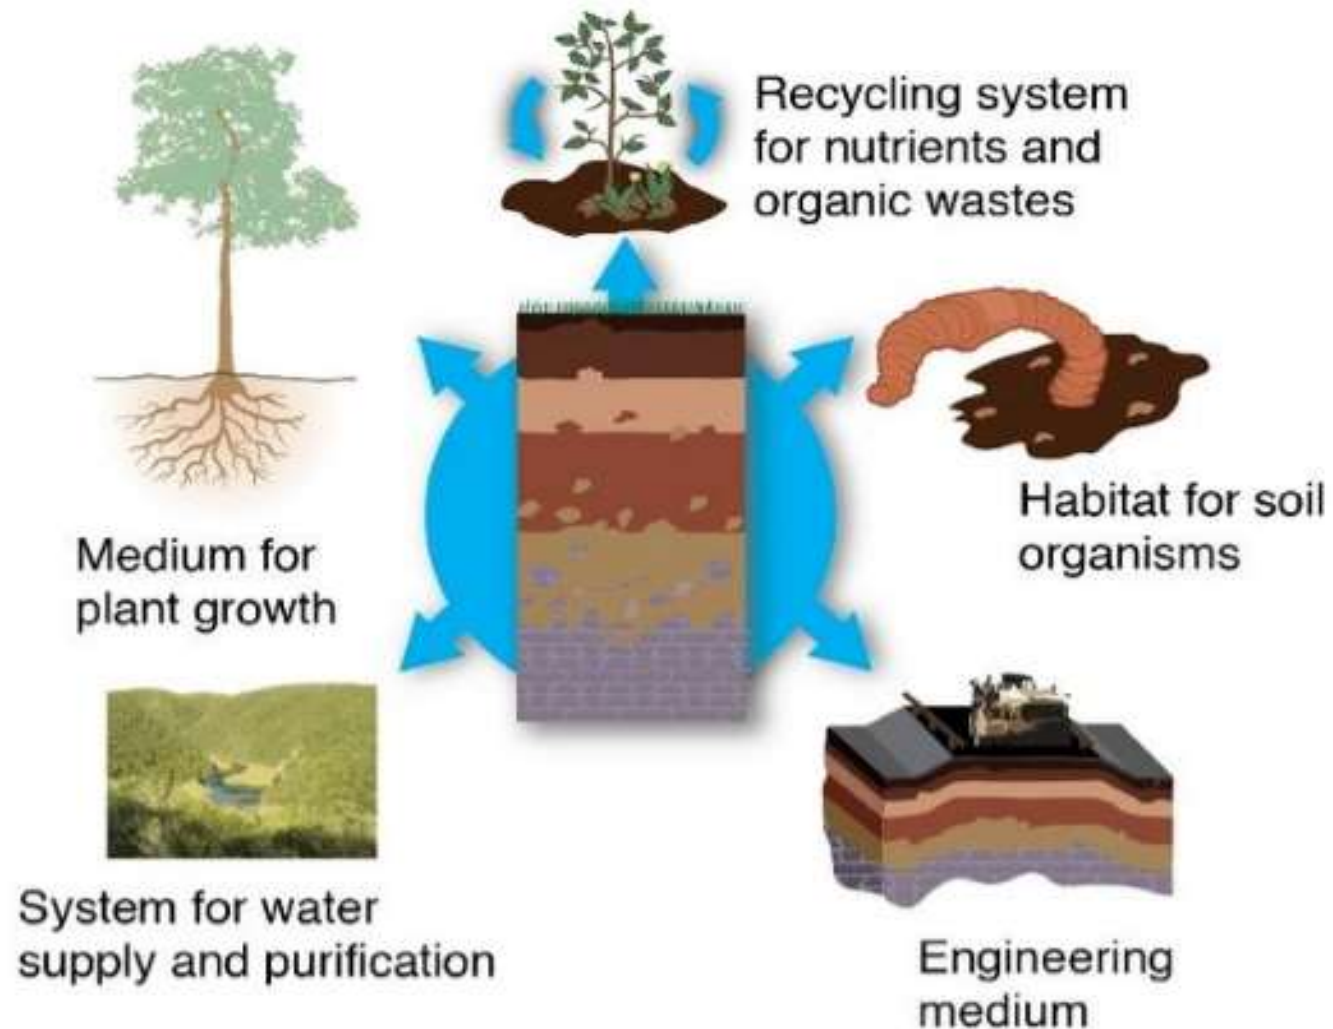 Recycling system
for nutrients and
organic wastes
Habitat for soil
organisms
Medium for
plant growth
System for water
supply and purification
Engineering
medium